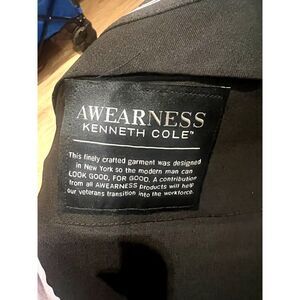 AWEARNESS
KENNETH COLE™
This finely crafted garment was designed
in New York so the modern man can
LOOK GOOD, FOR GOOD. A contribution
from all AWEARNESS products will help
our veterans transition into the workforce.